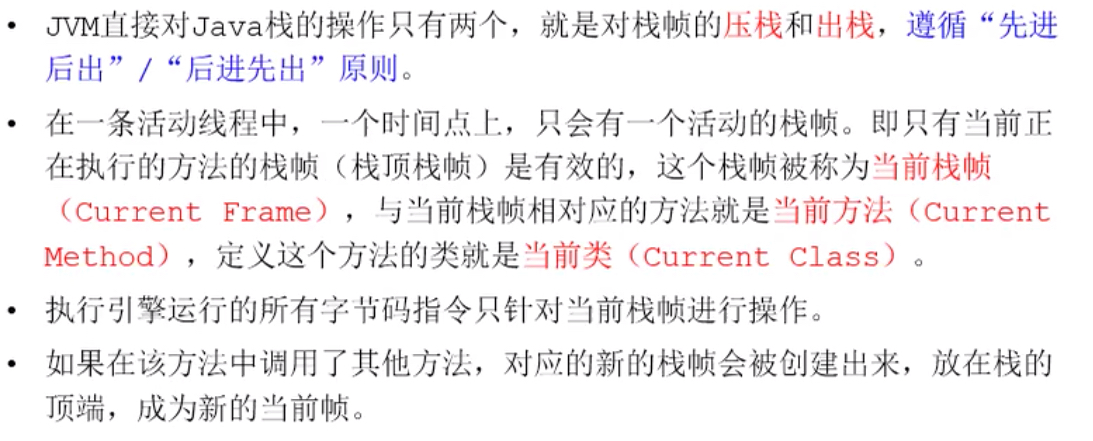 • JVM直接对Java栈的操作只有两个，就是对栈帧的压栈和出栈，遵循“先进
后出”/“后进先出”原则。
• 在一条活动线程中，一个时间点上，只会有一个活动的栈帧。即只有当前正
在执行的方法的栈帧（栈顶栈帧）是有效的，这个栈帧被称为当前栈帧
（Current Frame），与当前栈帧相对应的方法就是当前方法（Current
Method），定义这个方法的类就是当前类（Current Class）。
• 执行引擎运行的所有字节码指令只针对当前栈帧进行操作。
• 如果在该方法中调用了其他方法，对应的新的栈帧会被创建出来，放在栈的
顶端，成为新的当前帧。